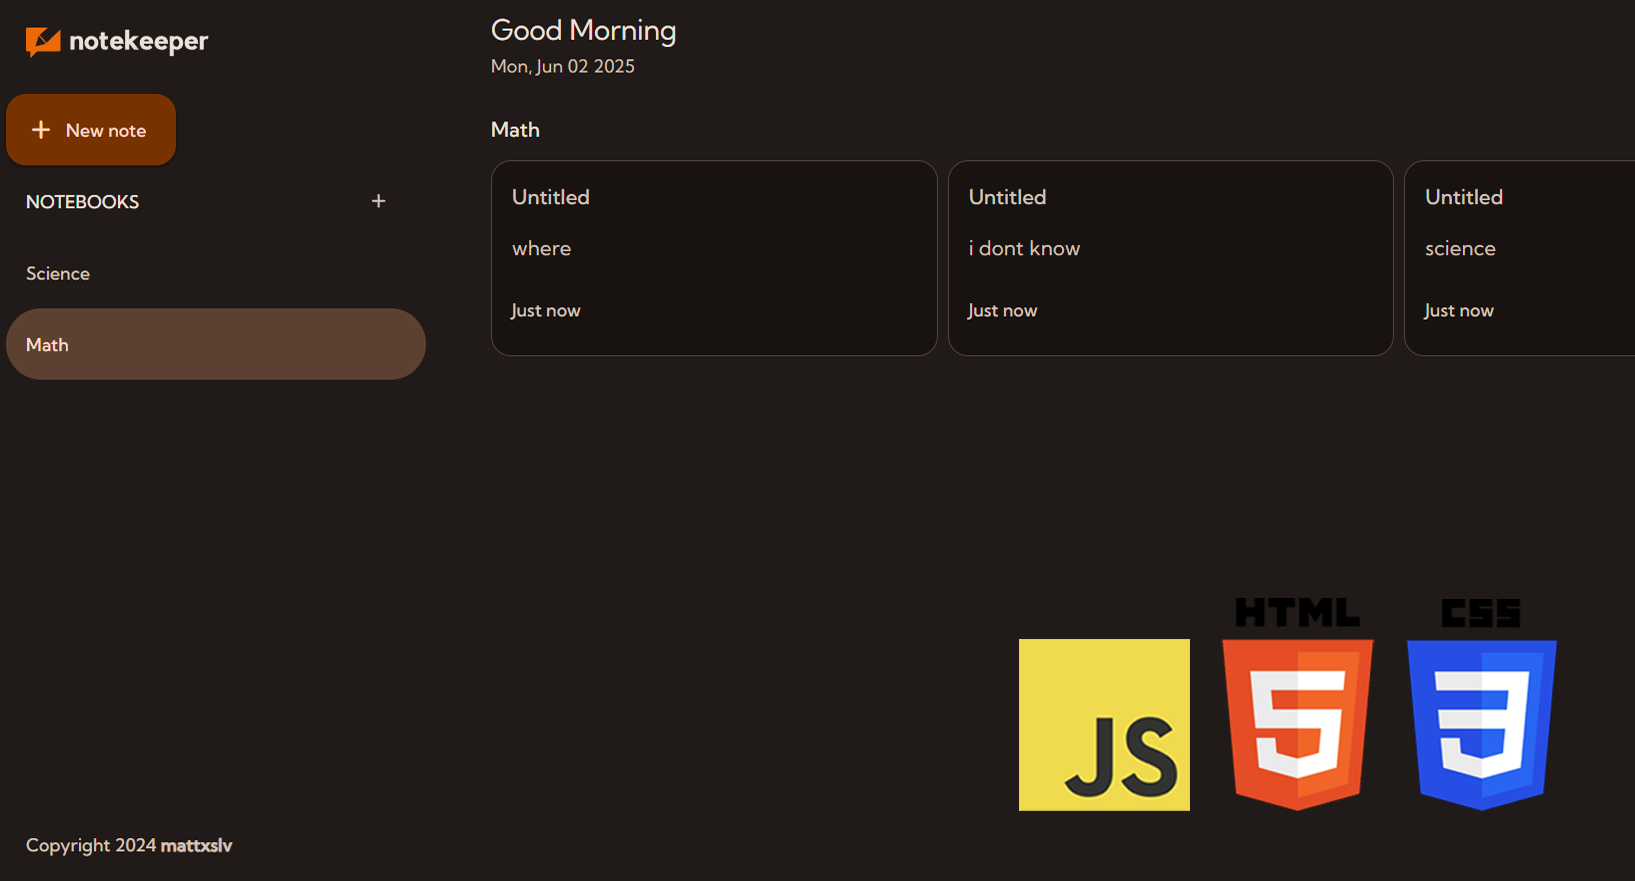 notekeeper
New note
NOTEBOOKS
Science
Math
Copyright 2024 mattxslv
Good Morning
Mon, Jun 02 2025
Math
Untitled
where
Just now
Untitled
i dont know
Just now
Untitled
science
Just now
JS
HTML
5
CSS
3